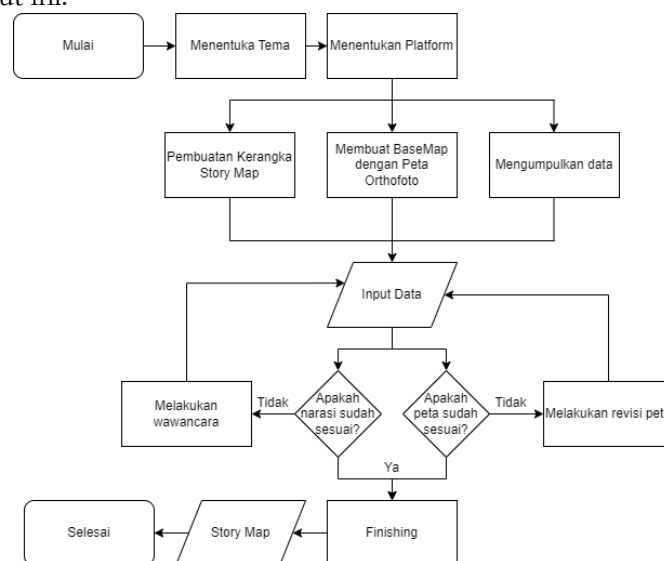 ut ini.
Mulai
Menentuka Tema
Menentukan Platform
Pembuatan Kerangka
Story Map
Membuat BaseMap
dengan Peta
Orthofoto
Mengumpulkan data
Input Data
Melakukan
wawancara
Tidak
Apakah
narasi sudah
sesuai?
Apakah
peta sudah
sesuai?
Tidak
Melakukan revisi pet
Ya
Selesai
Story Map
Finishing